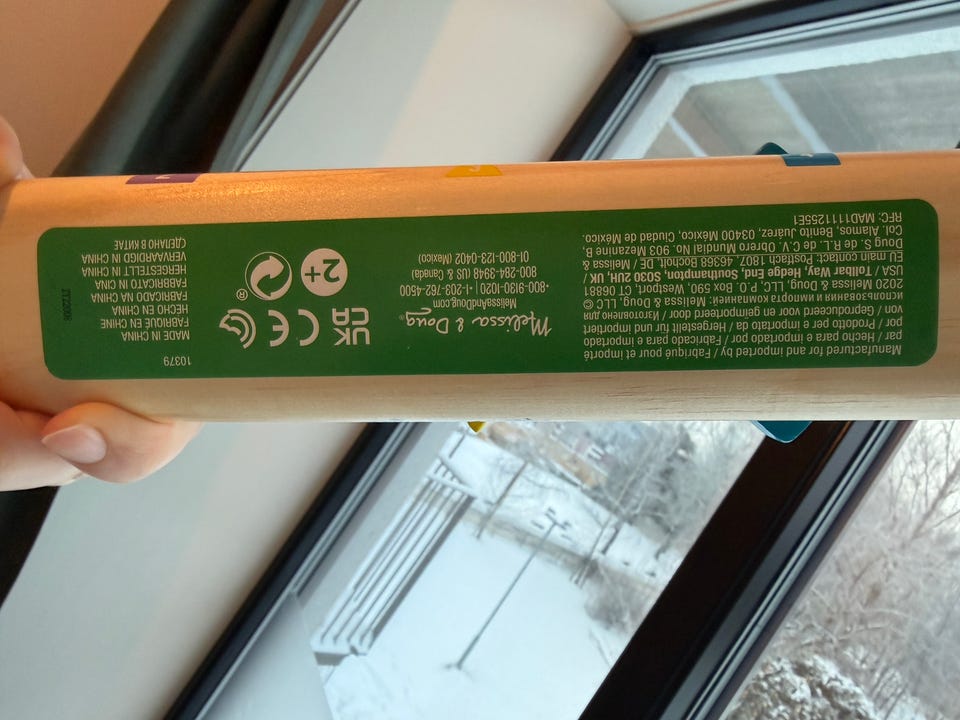 Manufactured for and imported by / Fabriqué pour et importé
par / Hecho para e importado por / Fabricado para e importado
por / Prodotto per e importato da / Hergestellt für und importiert
von / Geproduceerd voor en geïmporteerd door / Изготовлено для
использования и импорта компанией: Melissa & Doug, LLC ©
2020 Melissa & Doug, LLC, P.O. Box 590, Westport, CT 06881
USA / Tollbar Way, Hedge End, Southampton, SO30 2UH / UK /
EU main contact: Postfach 1807, 46368 Bocholt, DE / Melissa &
Doug S. de R.L. de C.V. Obrero Mundial No. 903 Mezanine B
Col. Alamos, Benito Juárez, 03400 México, Ciudad de México.
RFC: MAD1111255E1
Melissa & Doug®
MelissaAndDoug.com
+800-1930-1020 | +1-203-762-4500
800-284-3948 (US & Canada)
01-800-323-0402 (Mexico)
UK
CA
CE
2+
®
10379
MADE IN CHINA
FABRIQUÉ EN CHINE
HECHO EN CHINA
FABRICADO NA CHINA
FABRICATO IN CINA
HERGESTELLT IN CHINA
VERVAARDIGD IN CHINA
СДЕЛАНО В КИТАЕ